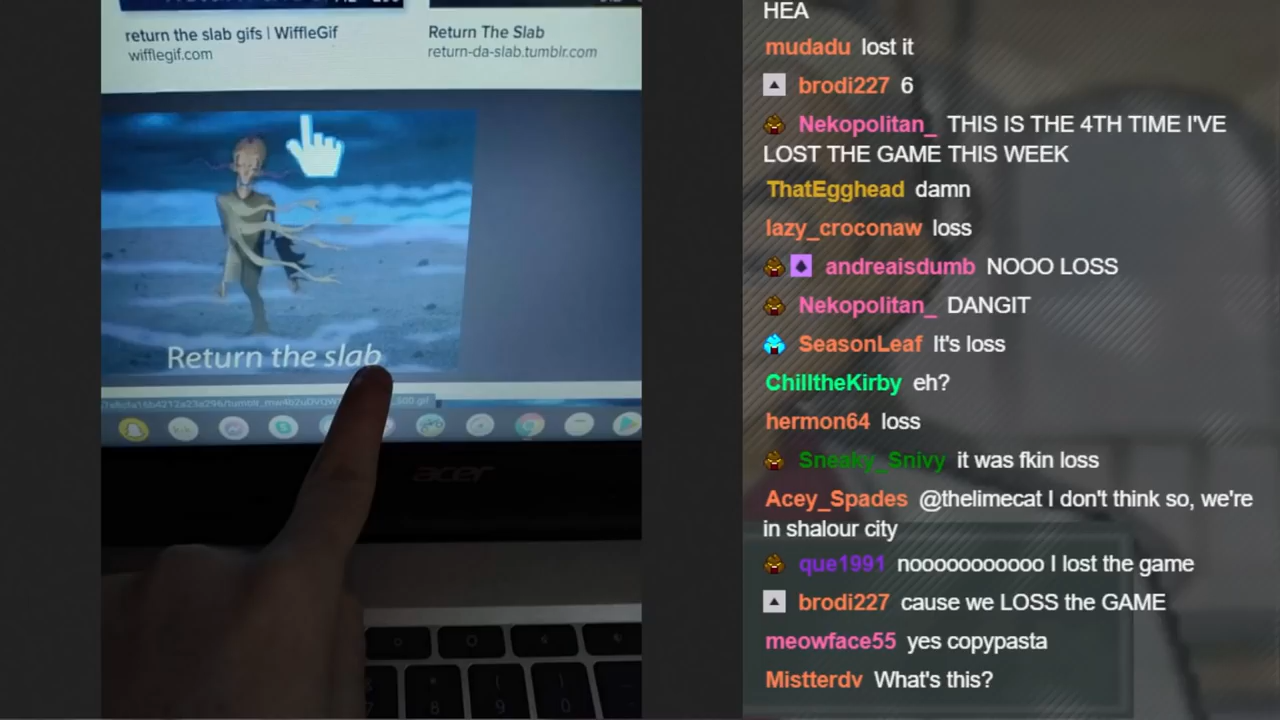 return the slab gifs | WiffleGif
wifflegif.com
Return The Slab
return-da-slab.tumblr.com
Return the slab
acer
8
9
0
HEA
mudadu lost it
brodi227 6
Nekopolitan_ THIS IS THE 4TH TIME I'VE
LOST THE GAME THIS WEEK
ThatEgghead damn
lazy_croconaw loss
andreaisdumb NOOO LOSS
Nekopolitan_ DANGIT
SeasonLeaf It's loss
ChilltheKirby eh?
hermon64 loss
Sneaky_Snivy it was fkin loss
Acey_Spades @thelimecat I don't think so, we're
in shalour city
que1991 nooooooooooo I lost the game
brodi227 cause we LOSS the GAME
meowface55 yes copypasta
Mistterdv What's this?